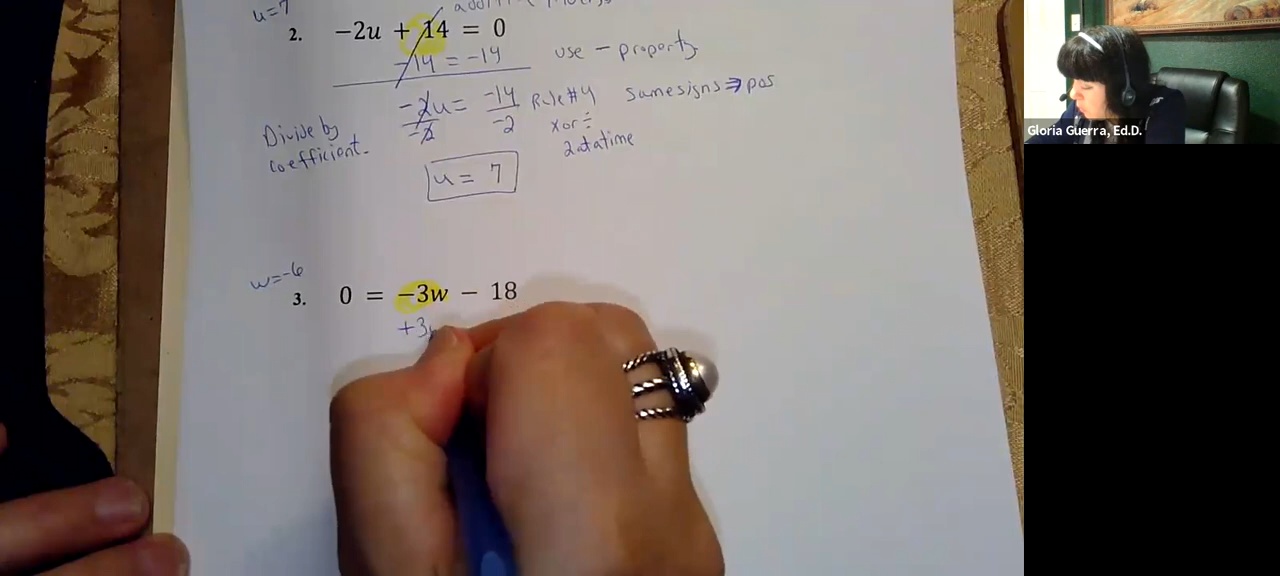 u=7
2. −2u + 14 = 0
-14 = -14 use - property
-2u = -14 Rule #4 same signs ⇒ pos
-2 -2 x or ÷
Divide by 2 at a time
coefficient.
u = 7
w=-6
3. 0 = −3w − 18
+3
Gloria Guerra, Ed.D.